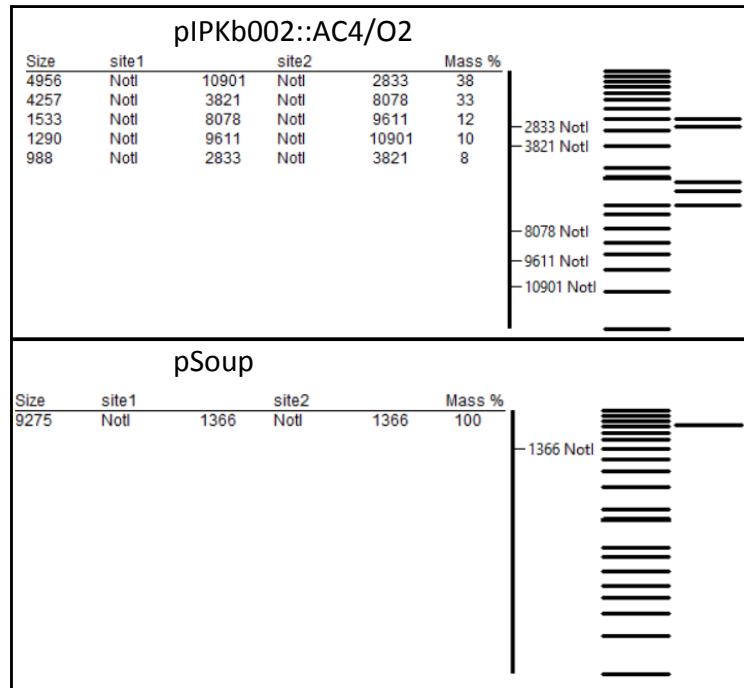 pIPKb002::AC4/O2
Size site1 site2 Mass %
4956 NotI 10901 NotI 2833 38
4257 NotI 3821 NotI 8078 33
1533 NotI 8078 NotI 9611 12
1290 NotI 9611 NotI 10901 10
988 NotI 2833 NotI 3821 8
2833 NotI
3821 NotI
8078 NotI
9611 NotI
10901 NotI
pSoup
Size site1 site2 Mass %
9275 NotI 1366 NotI 1366 100
1366 NotI